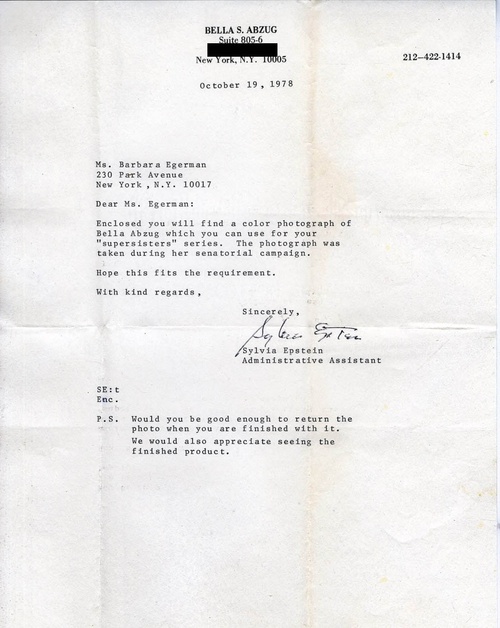 BELLA S. ABZUG
Suite 805-6
New York, N.Y. 10005
212-422-1414
October 19, 1978
Ms. Barbara Egerman
230 Park Avenue
New York, N.Y. 10017
Dear Ms. Egerman:
Enclosed you will find a color photograph of
Bella Abzug which you can use for your
"supersisters" series. The photograph was
taken during her senatorial campaign.
Hope this fits the requirement.
With kind regards,
Sincerely,
Sylvia Epstein
Sylvia Epstein
Administrative Assistant
SE:t
Enc.
P.S. Would you be good enough to return the
photo when you are finished with it.
We would also appreciate seeing the
finished product.